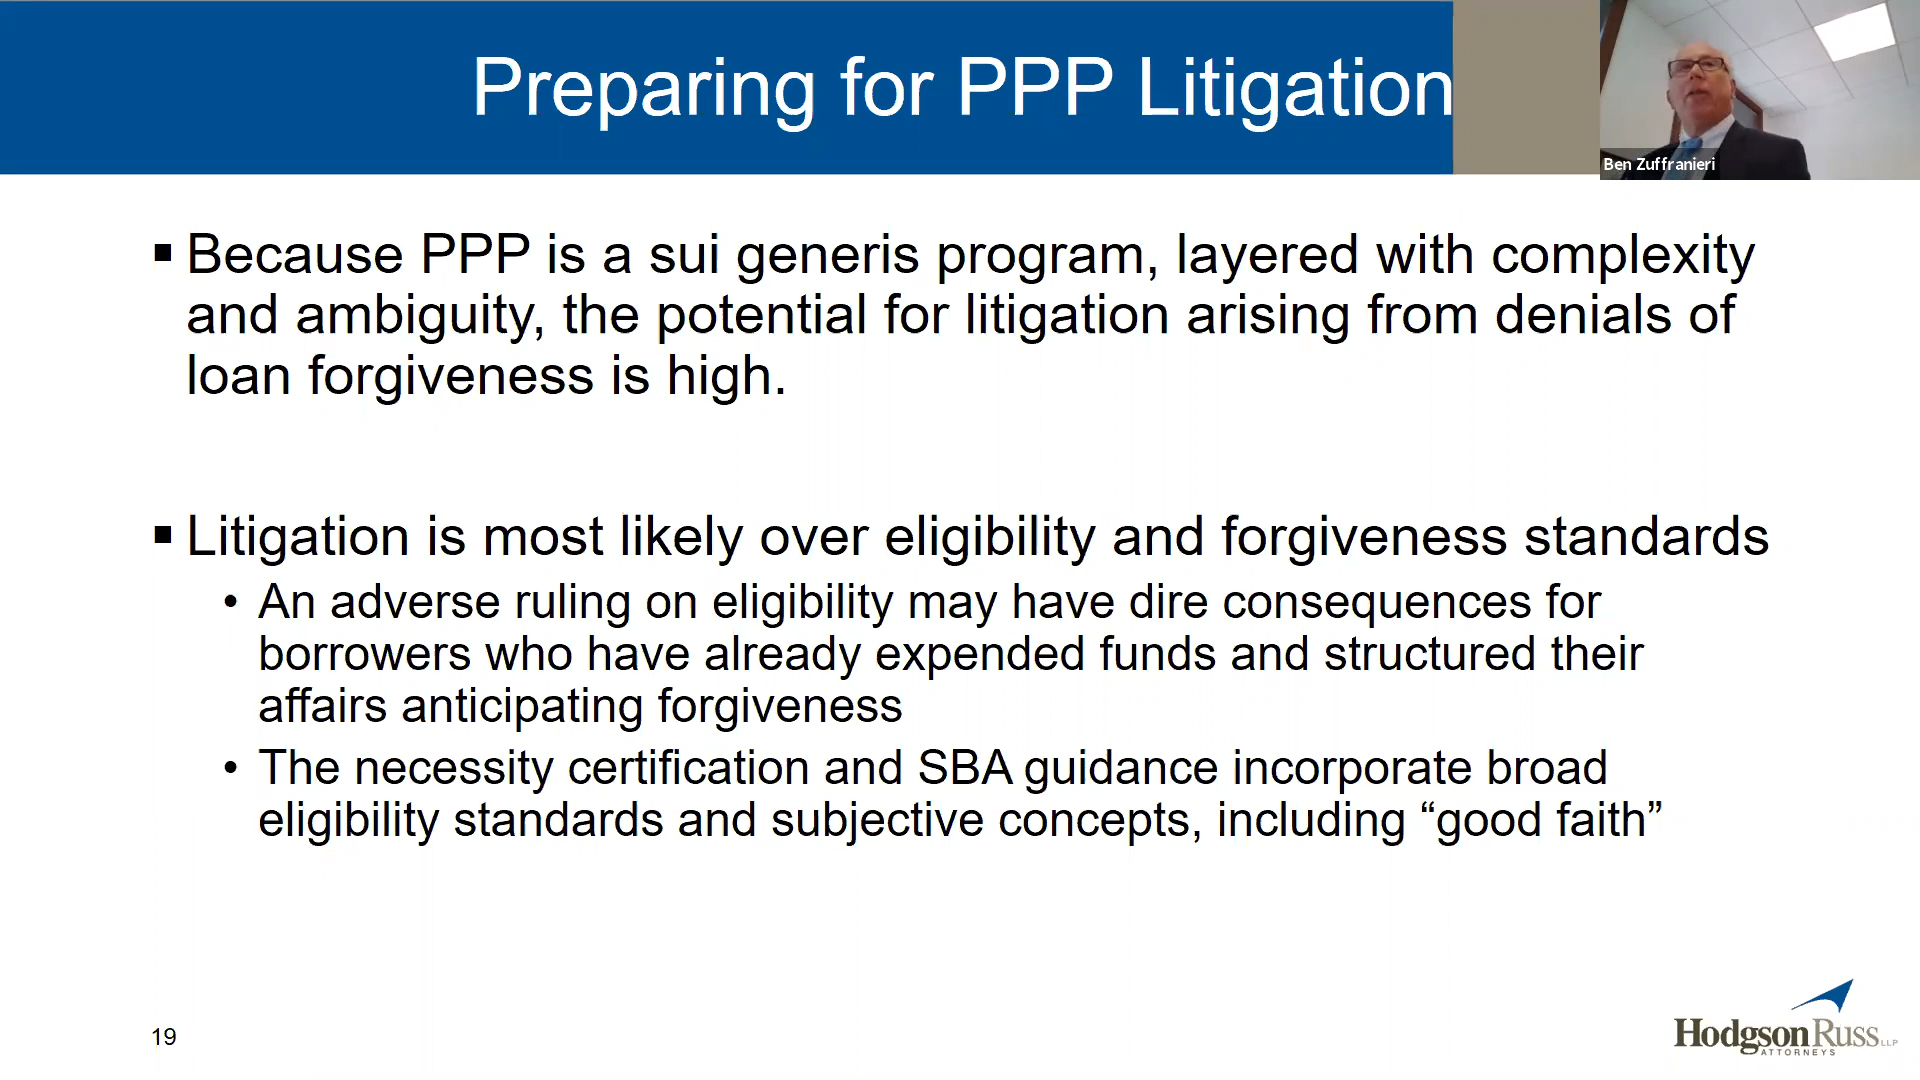 Preparing for PPP Litigation
Ben Zuffranieri
▪ Because PPP is a sui generis program, layered with complexity
and ambiguity, the potential for litigation arising from denials of
loan forgiveness is high.
▪ Litigation is most likely over eligibility and forgiveness standards
• An adverse ruling on eligibility may have dire consequences for
borrowers who have already expended funds and structured their
affairs anticipating forgiveness
• The necessity certification and SBA guidance incorporate broad
eligibility standards and subjective concepts, including “good faith”
19
HodgsonRuss LLP
ATTORNEYS